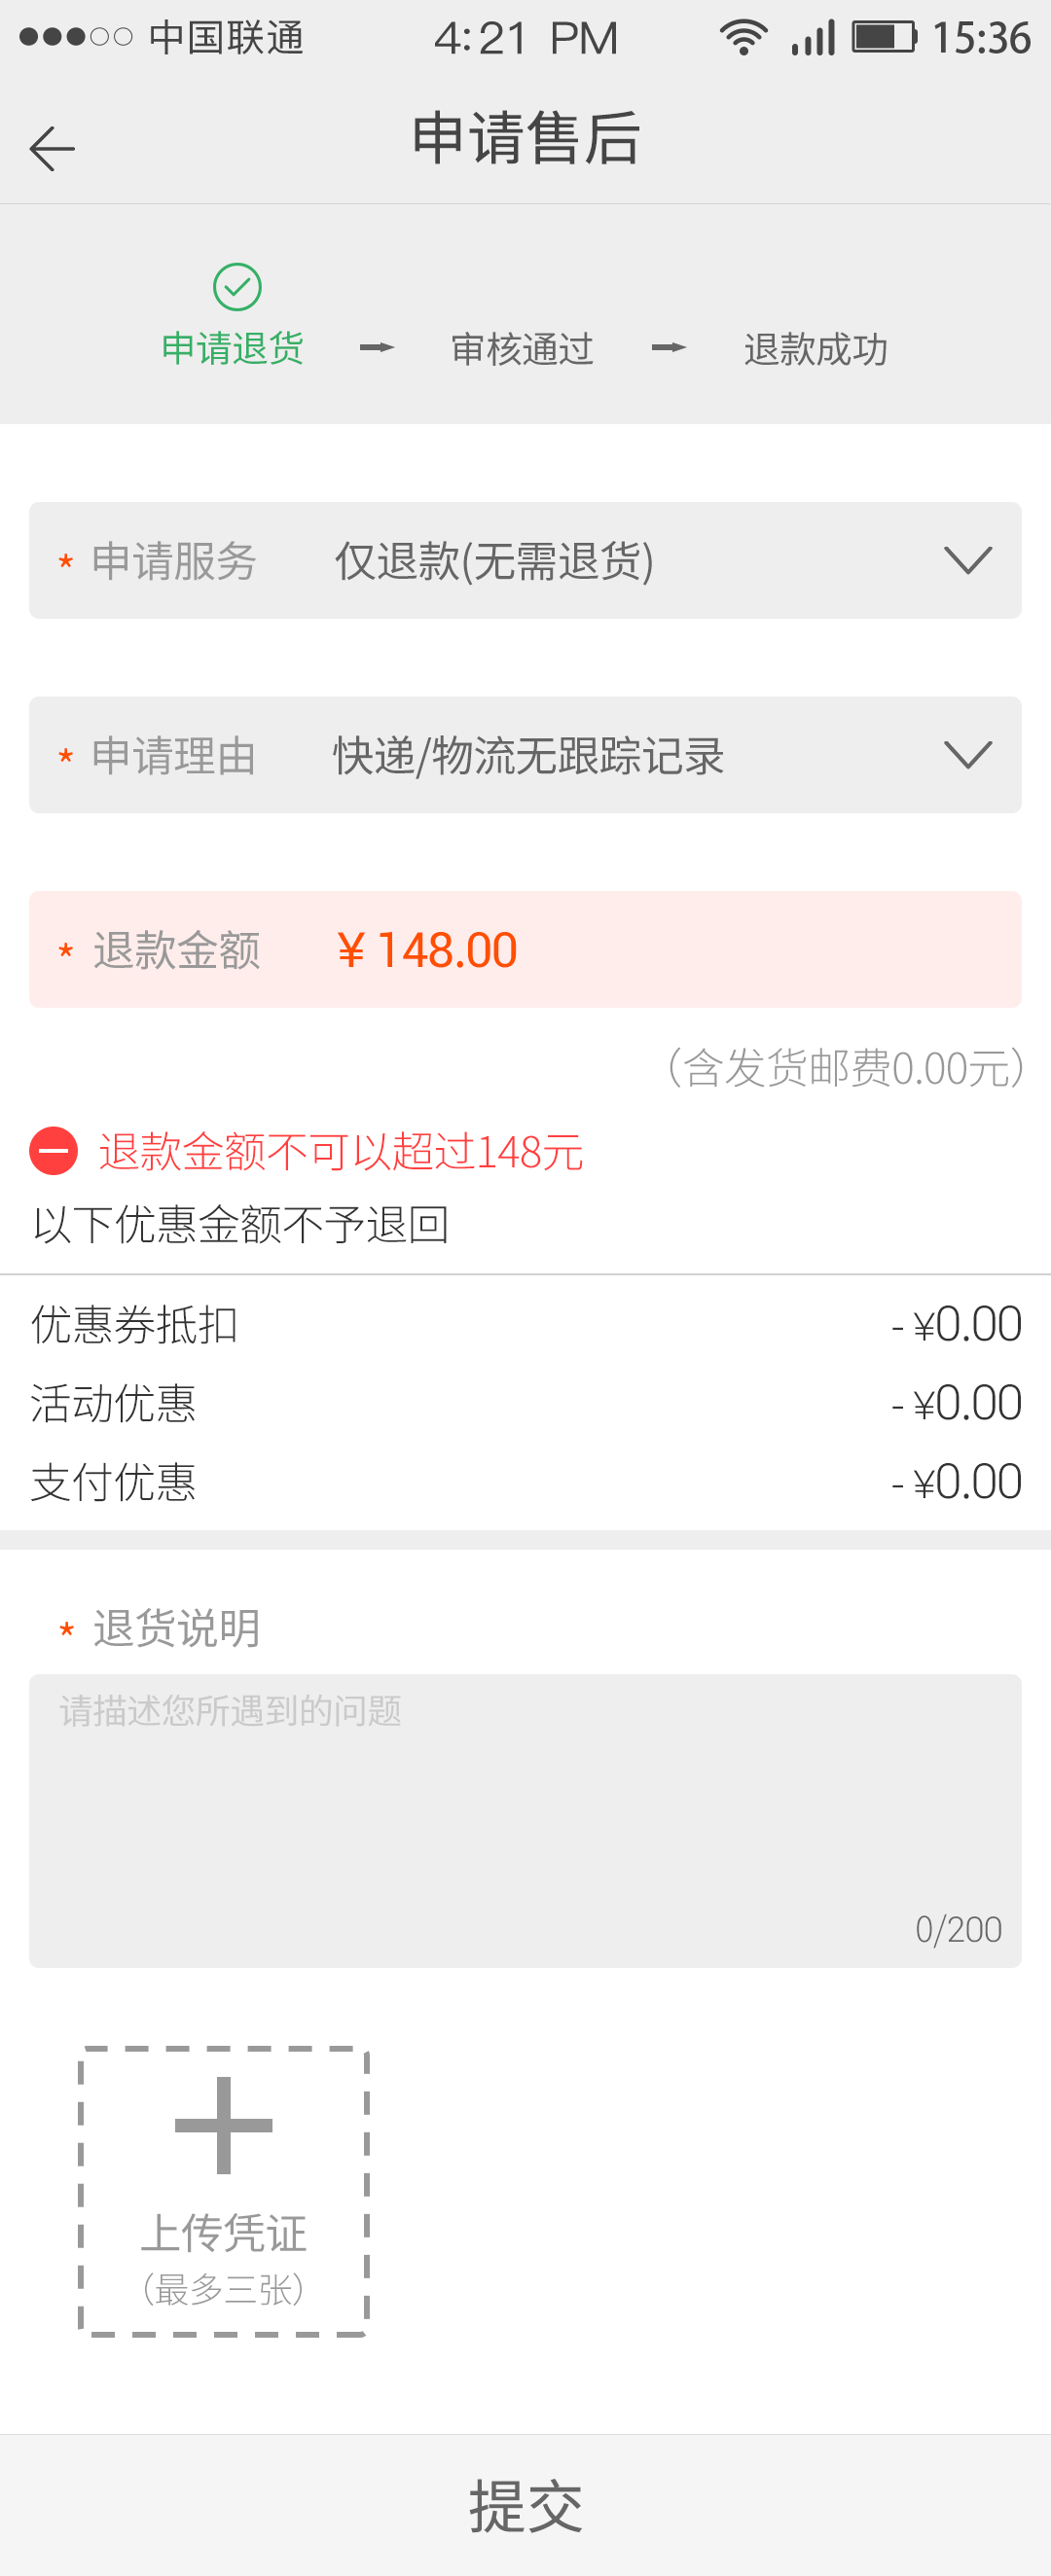 中国联通 4:21 PM 15:36
申请售后
申请退货 审核通过 退款成功
* 申请服务 仅退款(无需退货)
* 申请理由 快递/物流无跟踪记录
* 退款金额 ¥ 148.00
（含发货邮费0.00元）
退款金额不可以超过148元
以下优惠金额不予退回
优惠券抵扣 - ¥0.00
活动优惠 - ¥0.00
支付优惠 - ¥0.00
* 退货说明
请描述您所遇到的问题
0/200
上传凭证
（最多三张）
提交